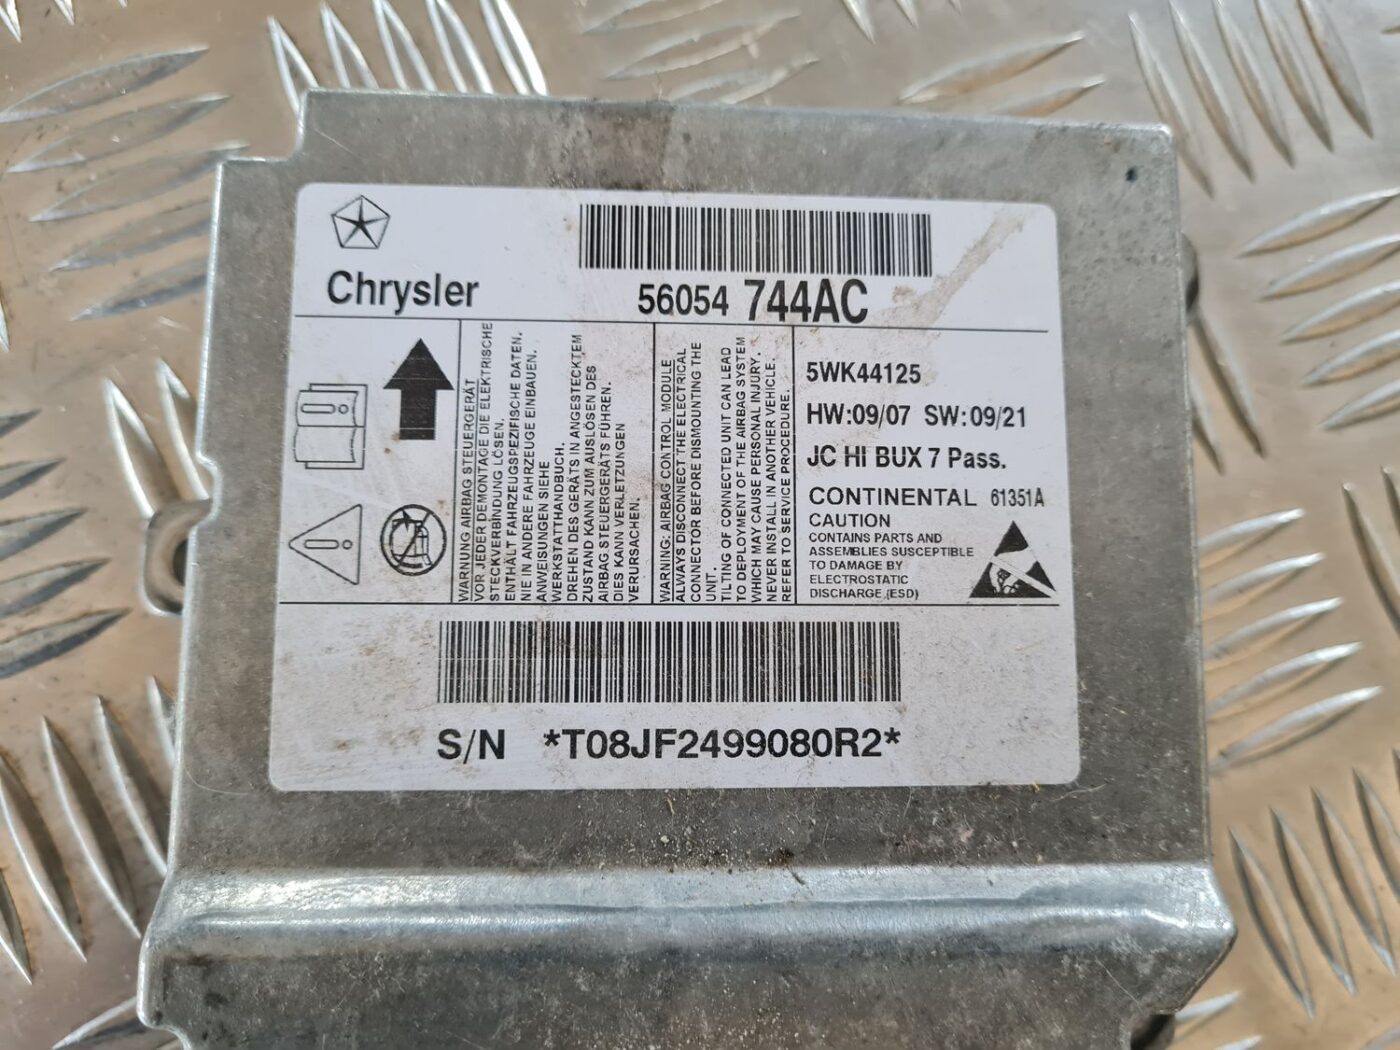 Chrysler
56054 744AC
WARNUNG AIRBAG STEUERGERÄT
VOR JEDER DEMONTAGE DIE ELEKTRISCHE
STECKVERBINDUNG LÖSEN.
ENTHÄLT FAHRZEUGSPEZIFISCHE DATEN.
NIE IN ANDERE FAHRZEUGE EINBAUEN.
ANWEISUNGEN SIEHE
WERKSTATTHANDBUCH.
DREHEN DES GERÄTS IN ANGESTECKTEM
ZUSTAND KANN ZUM AUSLÖSEN DES
AIRBAG STEUERGERÄTS FÜHREN.
DIES KANN VERLETZUNGEN
VERURSACHEN.
WARNING: AIRBAG CONTROL MODULE
ALWAYS DISCONNECT THE ELECTRICAL
CONNECTOR BEFORE DISMOUNTING THE
UNIT.
TILTING OF CONNECTED UNIT CAN LEAD
TO DEPLOYMENT OF THE AIRBAG SYSTEM
WHICH MAY CAUSE PERSONAL INJURY.
NEVER INSTALL IN ANOTHER VEHICLE.
REFER TO SERVICE PROCEDURE.
5WK44125
HW:09/07 SW:09/21
JC HI BUX 7 Pass.
CONTINENTAL 61351A
CAUTION
CONTAINS PARTS AND
ASSEMBLIES SUSCEPTIBLE
TO DAMAGE BY
ELECTROSTATIC
DISCHARGE (ESD)
S/N *T08JF2499080R2*